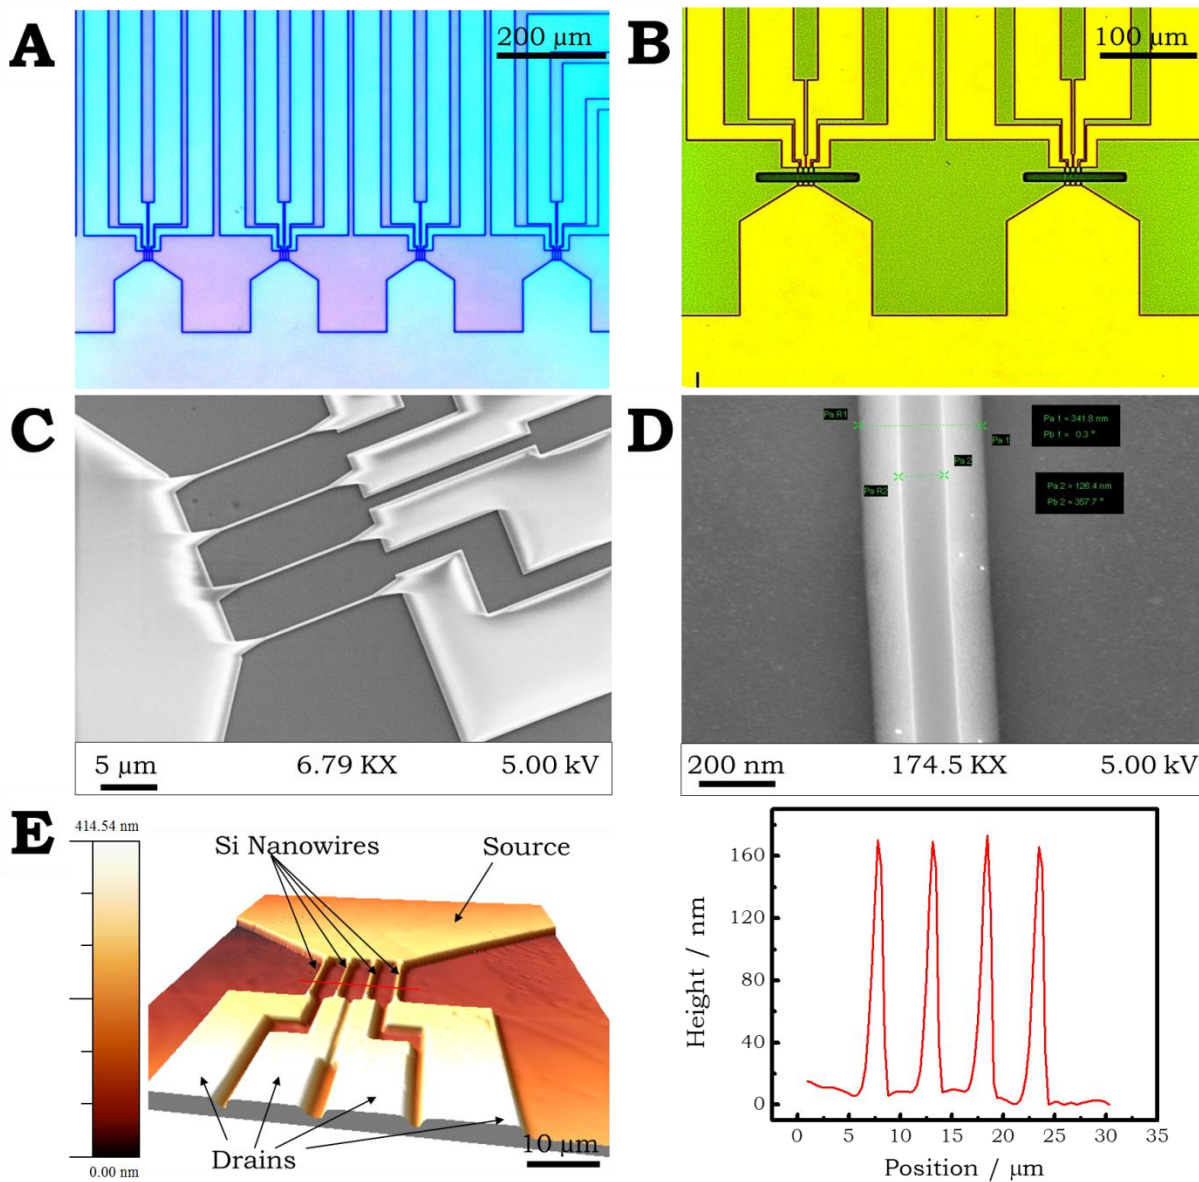 A
200 µm
B
100 µm
C
5 µm
6.79 KX
5.00 kV
D
Pa R1
Pa 1
Pa 1 = 341.8 nm
Pb 1 = 0.3 °
Pa 2
Pa R2
Pa 2 = 126.4 nm
Pb 2 = 357.7 °
200 nm
174.5 KX
5.00 kV
E
414.54 nm
0.00 nm
Si Nanowires
Source
Drains
10 µm
Height / nm
160
120
80
40
0
0 5 10 15 20 25 30 35
Position / µm